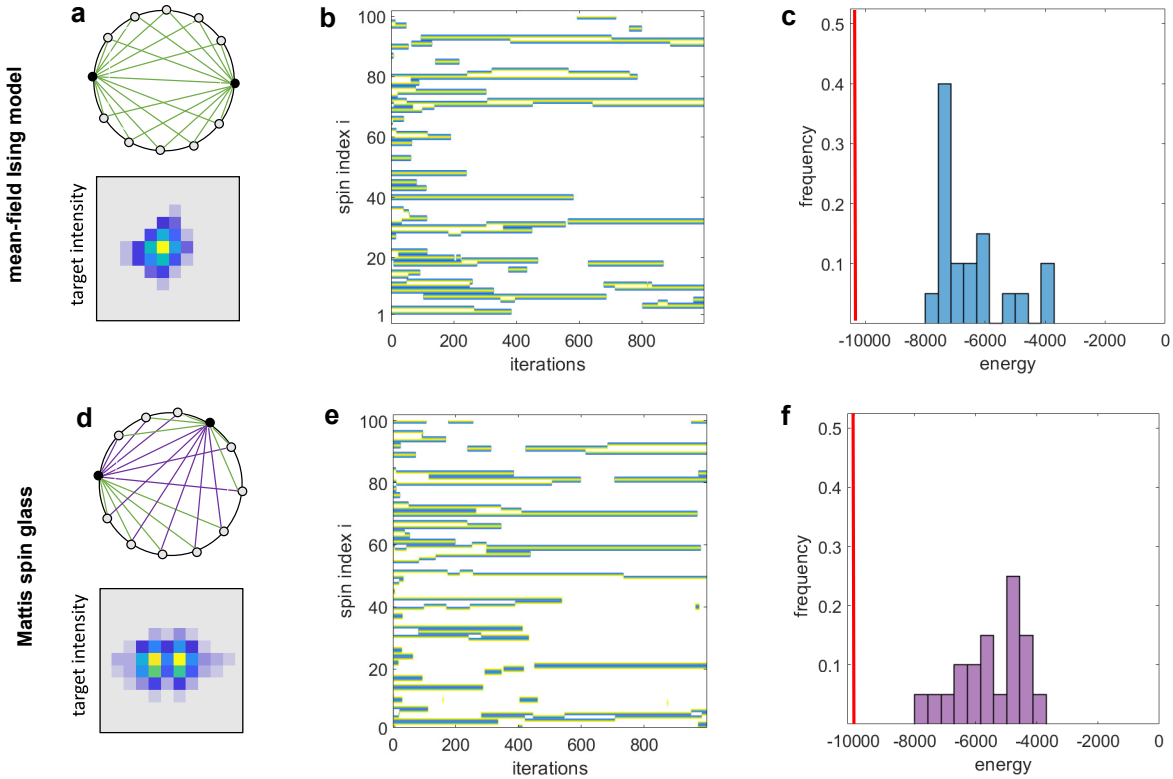 mean-field Ising model
a
target intensity
b
spin index i
100
80
60
40
20
1
0 200 400 600 800
iterations
c
frequency
0.5
0.4
0.3
0.2
0.1
-10000 -8000 -6000 -4000 -2000 0
energy
Mattis spin glass
d
target intensity
e
spin index i
100
80
60
40
20
0
0 200 400 600 800
iterations
f
frequency
0.5
0.4
0.3
0.2
0.1
-10000 -8000 -6000 -4000 -2000 0
energy